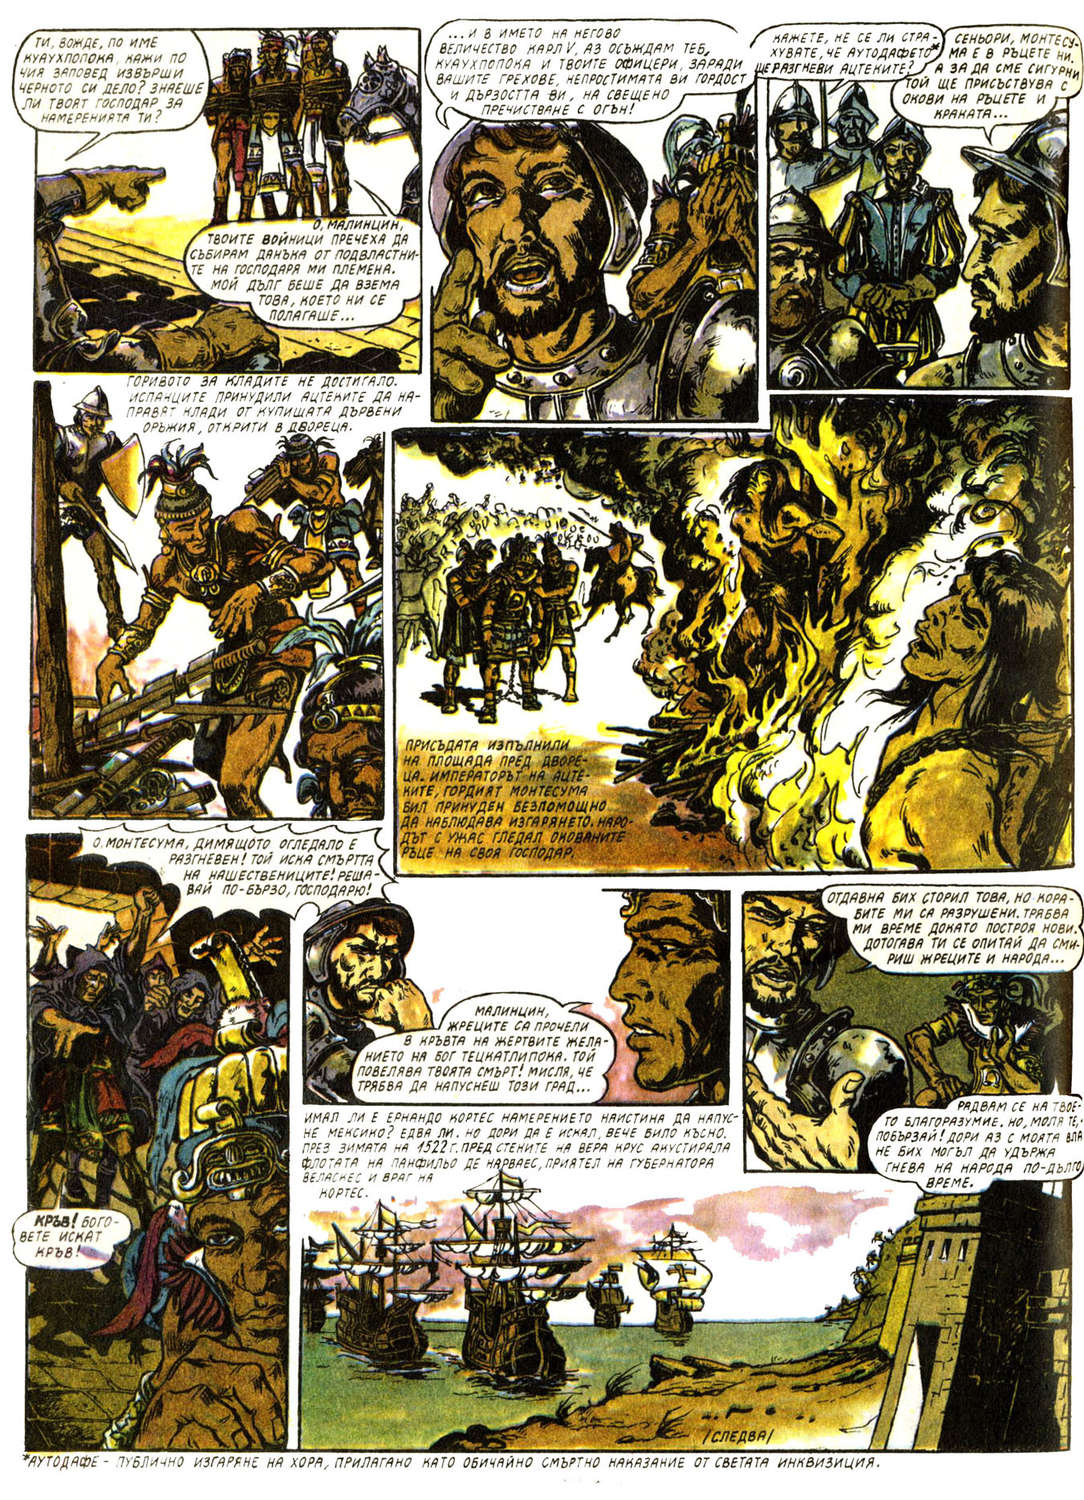 ТИ, ВОЖДЕ, ПО ИМЕ
КУАУХПОПОКА, КАЖИ ПО
ЧИЯ ЗАПОВЕД ИЗВЪРШИ
ЧЕРНОТО СИ ДЕЛО? ЗНАЕШЕ
ЛИ ТВОЯТ ГОСПОДАР, ЗА
НАМЕРЕНИЯТА ТИ?
О, МАЛИНЦИН,
ТВОИТЕ ВОЙНИЦИ ПРЕЧЕХА ДА
СЪБИРАМ ДАНЪКА ОТ ПОДВЛАСТНИ-
ТЕ НА ГОСПОДАРЯ МИ ПЛЕМЕНА.
МОЙ ДЪЛГ БЕШЕ ДА ВЗЕМА
ТОВА, КОЕТО НИ СЕ
ПОЛАГАШЕ...
...И В ИМЕТО НА НЕГОВО
ВЕЛИЧЕСТВО КАРЛ V, АЗ ОСЪЖДАМ ТЕБ,
КУАУХПОПОКА И ТВОИТЕ ОФИЦЕРИ, ЗАРАДИ
ВАШИТЕ ГРЕХОВЕ, НЕПРОСТИМАТА ВИ ГОРДОСТ
И ДЪРЗОСТТА ВИ, НА СВЕЩЕНО
ПРЕЧИСТВАНЕ С ОГЪН!
КАЖЕТЕ, НЕ СЕ ЛИ СТРА-
ХУВАТЕ, ЧЕ АУТОДАФЕТО*
ЩЕ РАЗГНЕВИ АЦТЕКИТЕ?
СЕНЬОРИ, МОНТЕСУ-
МА Е В РЪЦЕТЕ НИ.
А ЗА ДА СМЕ СИГУРНИ
ТОЙ ЩЕ ПРИСЪСТВУВА С
ОКОВИ НА РЪЦЕТЕ И
КРАКАТА...
ГОРИВОТО ЗА КЛАДИТЕ НЕ ДОСТИГАЛО.
ИСПАНЦИТЕ ПРИНУДИЛИ АЦТЕКИТЕ ДА НА-
ПРАВЯТ КЛАДИ ОТ КУПИЩАТА ДЪРВЕНИ
ОРЪЖИЯ, ОТКРИТИ В ДВОРЕЦА.
ПРИСЪДАТА ИЗПЪЛНИЛИ
НА ПЛОЩАДА ПРЕД ДВОРЕ-
ЦА. ИМПЕРАТОРЪТ НА АЦТЕ-
КИТЕ, ГОРДИЯТ МОНТЕСУМА
БИЛ ПРИНУДЕН БЕЗПОМОЩНО
ДА НАБЛЮДАВА ИЗГАРЯНЕТО. НАРО-
ДЪТ С УЖАС ГЛЕДАЛ ОКОВАНИТЕ
РЪЦЕ НА СВОЯ ГОСПОДАР.
О, МОНТЕСУМА, ДИМЯЩОТО ОГЛЕДАЛО Е
РАЗГНЕВЕН! ТОЙ ИСКА СМЪРТТА
НА НАШЕСТВЕНИЦИТЕ! РЕША-
ВАЙ ПО-БЪРЗО, ГОСПОДАРЮ!
КРЪВ! БОГО-
ВЕТЕ ИСКАТ
КРЪВ!
МАЛИНЦИН,
ЖРЕЦИТЕ СА ПРОЧЕЛИ
В КРЪВТА НА ЖЕРТВИТЕ ЖЕЛА-
НИЕТО НА БОГ ТЕЦКАТЛИПОКА. ТОЙ
ПОВЕЛЯВА ТВОЯТА СМЪРТ! МИСЛЯ, ЧЕ
ТРЯБВА ДА НАПУСНЕШ ТОЗИ ГРАД...
ОТДАВНА БИХ СТОРИЛ ТОВА, НО КОРА-
БИТЕ МИ СА РАЗРУШЕНИ. ТРЯБВА
МИ ВРЕМЕ ДОКАТО ПОСТРОЯ НОВИ.
ДОТОГАВА ТИ СЕ ОПИТАЙ ДА СМИ-
РИШ ЖРЕЦИТЕ И НАРОДА...
РАДВАМ СЕ НА ТВОЕ-
ТО БЛАГОРАЗУМИЕ. НО, МОЛЯ ТЕ,
ПОБЪРЗАЙ! ДОРИ АЗ С МОЯТА ВЛА
НЕ БИХ МОГЪЛ ДА УДЪРЖА
ГНЕВА НА НАРОДА ПО-ДЪЛГО
ВРЕМЕ.
ИМАЛ ЛИ Е ЕРНАНДО КОРТЕС НАМЕРЕНИЕТО НАИСТИНА ДА НАПУС-
НЕ МЕКСИКО? ЕДВА ЛИ. НО ДОРИ ДА Е ИСКАЛ, ВЕЧЕ БИЛО КЪСНО.
ПРЕЗ ЗИМАТА НА 1522 Г. ПРЕД СТЕНИТЕ НА ВЕРА КРУС АКУСТИРАЛА
ФЛОТАТА НА ПАНФИЛЬО ДЕ НАРВАЕС, ПРИЯТЕЛ НА ГУБЕРНАТОРА
ВЕЛАСКЕС И ВРАГ НА
КОРТЕС.
/СЛЕДВА/
*АУТОДАФЕ - ПУБЛИЧНО ИЗГАРЯНЕ НА ХОРА, ПРИЛАГАНО КАТО ОБИЧАЙНО СМЪРТНО НАКАЗАНИЕ ОТ СВЕТАТА ИНКВИЗИЦИЯ.